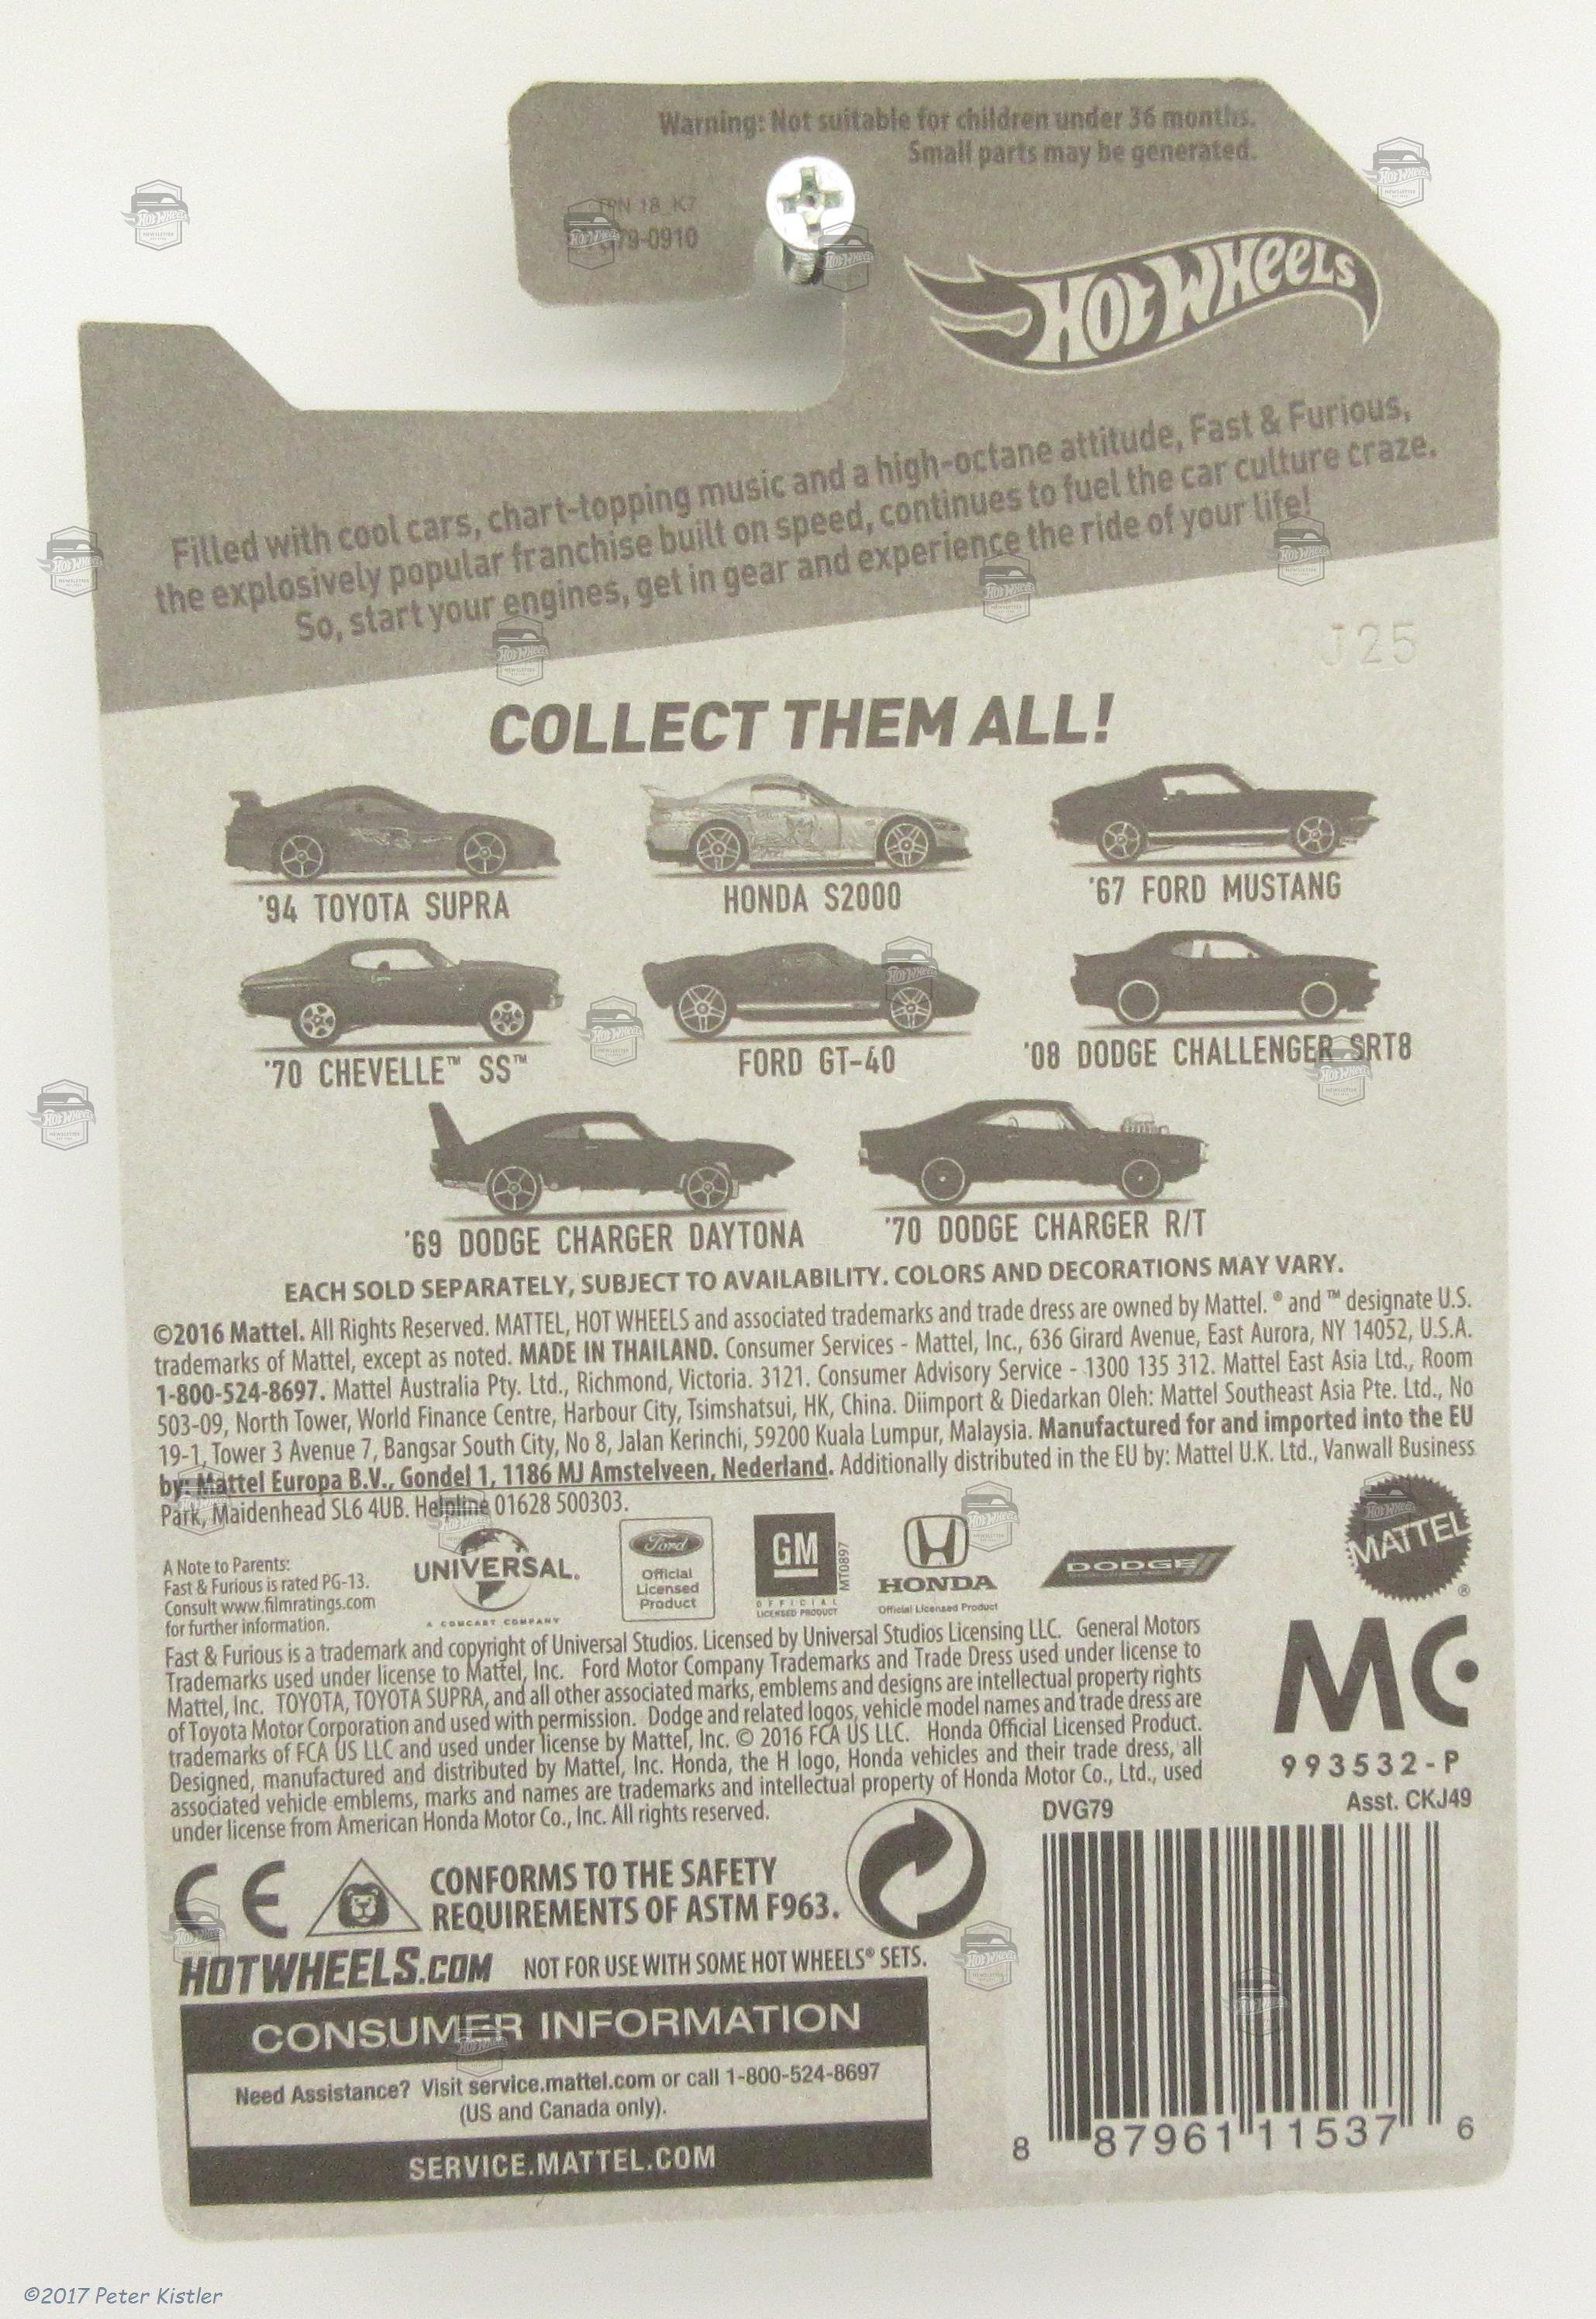 Warning: Not suitable for children under 36 months.
Small parts may be generated.
18 K7
79-0910
HOT WHEELS
Filled with cool cars, chart-topping music and a high-octane attitude, Fast & Furious,
the explosively popular franchise built on speed, continues to fuel the car culture craze.
So, start your engines, get in gear and experience the ride of your life!
J25
COLLECT THEM ALL!
'94 TOYOTA SUPRA
HONDA S2000
'67 FORD MUSTANG
'70 CHEVELLE™ SS™
FORD GT-40
'08 DODGE CHALLENGER SRT8
'69 DODGE CHARGER DAYTONA
'70 DODGE CHARGER R/T
EACH SOLD SEPARATELY, SUBJECT TO AVAILABILITY. COLORS AND DECORATIONS MAY VARY.
©2016 Mattel. All Rights Reserved. MATTEL, HOT WHEELS and associated trademarks and trade dress are owned by Mattel. ® and ™ designate U.S.
trademarks of Mattel, except as noted. MADE IN THAILAND. Consumer Services - Mattel, Inc., 636 Girard Avenue, East Aurora, NY 14052, U.S.A.
1-800-524-8697. Mattel Australia Pty. Ltd., Richmond, Victoria. 3121. Consumer Advisory Service - 1300 135 312. Mattel East Asia Ltd., Room
503-09, North Tower, World Finance Centre, Harbour City, Tsimshatsui, HK, China. Diimport & Diedarkan Oleh: Mattel Southeast Asia Pte. Ltd., No
19-1, Tower 3 Avenue 7, Bangsar South City, No 8, Jalan Kerinchi, 59200 Kuala Lumpur, Malaysia. Manufactured for and imported into the EU
by: Mattel Europa B.V., Gondel 1, 1186 MJ Amstelveen, Nederland. Additionally distributed in the EU by: Mattel U.K. Ltd., Vanwall Business
Park, Maidenhead SL6 4UB. Helpline 01628 500303.
A Note to Parents:
Fast & Furious is rated PG-13.
Consult www.filmratings.com
for further information.
UNIVERSAL.
A COMCAST COMPANY
Ford
Official
Licensed
Product
GM
OFFICIAL
LICENSED PRODUCT
MT0897
HONDA
Official Licensed Product
DODGE
MATTEL®
Fast & Furious is a trademark and copyright of Universal Studios. Licensed by Universal Studios Licensing LLC. General Motors
Trademarks used under license to Mattel, Inc. Ford Motor Company Trademarks and Trade Dress used under license to
Mattel, Inc. TOYOTA, TOYOTA SUPRA, and all other associated marks, emblems and designs are intellectual property rights
of Toyota Motor Corporation and used with permission. Dodge and related logos, vehicle model names and trade dress are
trademarks of FCA US LLC and used under license by Mattel, Inc. © 2016 FCA US LLC. Honda Official Licensed Product.
Designed, manufactured and distributed by Mattel, Inc. Honda, the H logo, Honda vehicles and their trade dress, all
associated vehicle emblems, marks and names are trademarks and intellectual property of Honda Motor Co., Ltd., used
under license from American Honda Motor Co., Inc. All rights reserved.
MC
993532-P
DVG79
Asst. CKJ49
CE
CONFORMS TO THE SAFETY
REQUIREMENTS OF ASTM F963.
HOTWHEELS.COM
NOT FOR USE WITH SOME HOT WHEELS® SETS.
CONSUMER INFORMATION
Need Assistance? Visit service.mattel.com or call 1-800-524-8697
(US and Canada only).
SERVICE.MATTEL.COM
8 87961 11537 6
©2017 Peter Kistler